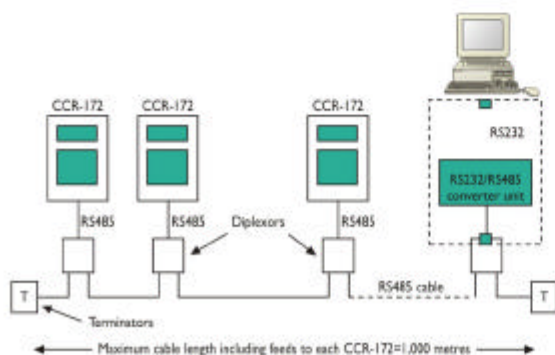 CCR-172
CCR-172
CCR-172
RS232
RS232/RS485
converter unit
RS485
RS485
RS485
Diplexors
RS485 cable
T
T
Terminators
Maximum cable length including feeds to each CCR-172=1,000 metres